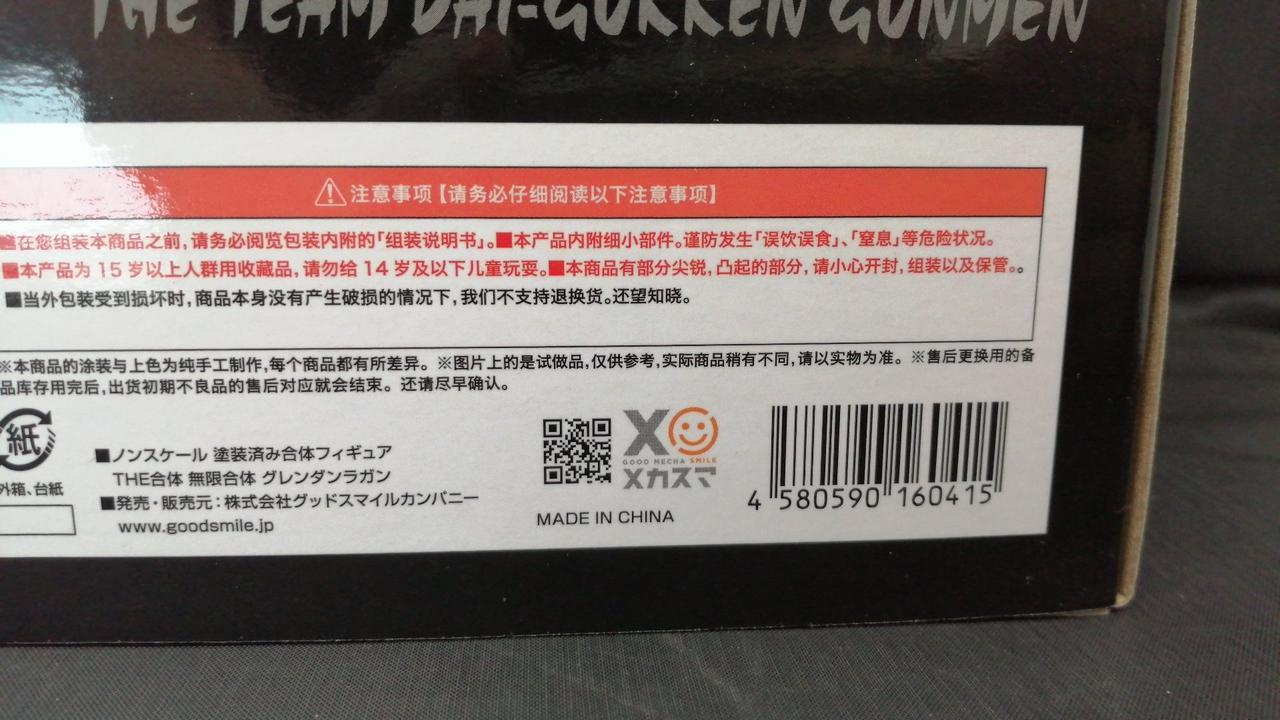 THE TEAM DAI-GURREN GUNMEN
注意事项【请务必仔细阅读以下注意事项】
■在您组装本商品之前,请务必阅览包装内附的「组装说明书」。■本产品内附细小部件。谨防发生「误饮误食」、「窒息」等危险状况。
■本产品为 15 岁以上人群用收藏品,请勿给 14 岁及以下儿童玩耍。■本商品有部分尖锐,凸起的部分,请小心开封,组装以及保管。。
■当外包装受到损坏时,商品本身没有产生破损的情况下,我们不支持退换货。还望知晓。
※本商品的涂装与上色为纯手工制作,每个商品都有所差异。※图片上的是试做品,仅供参考,实际商品稍有不同,请以实物为准。※售后更换用的备
品库存用完后,出货初期不良品的售后对应就会结束。还请尽早确认。
紙
外箱、台紙
■ノンスケール 塗装済み合体フィギュア
THE合体 無限合体 グレンダンラガン
■発売・販売元：株式会社グッドスマイルカンパニー
www.goodsmile.jp
GOOD MECHA SMILE
メカスマ
MADE IN CHINA
4 580590 160415